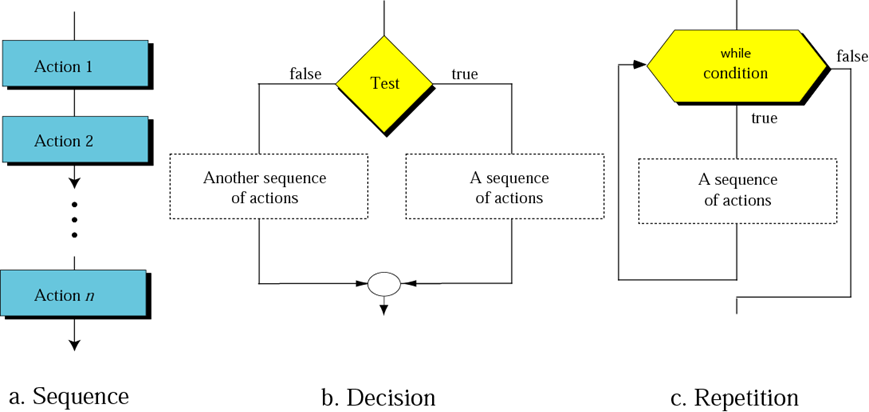 Action 1
Action 2
Action n
a. Sequence
false
Test
true
Another sequence
of actions
A sequence
of actions
b. Decision
while
condition
false
true
A sequence
of actions
c. Repetition